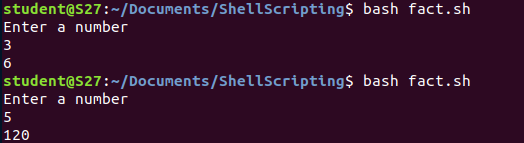 student@S27:~/Documents/ShellScripting$ bash fact.sh
Enter a number
3
6
student@S27:~/Documents/ShellScripting$ bash fact.sh
Enter a number
5
120